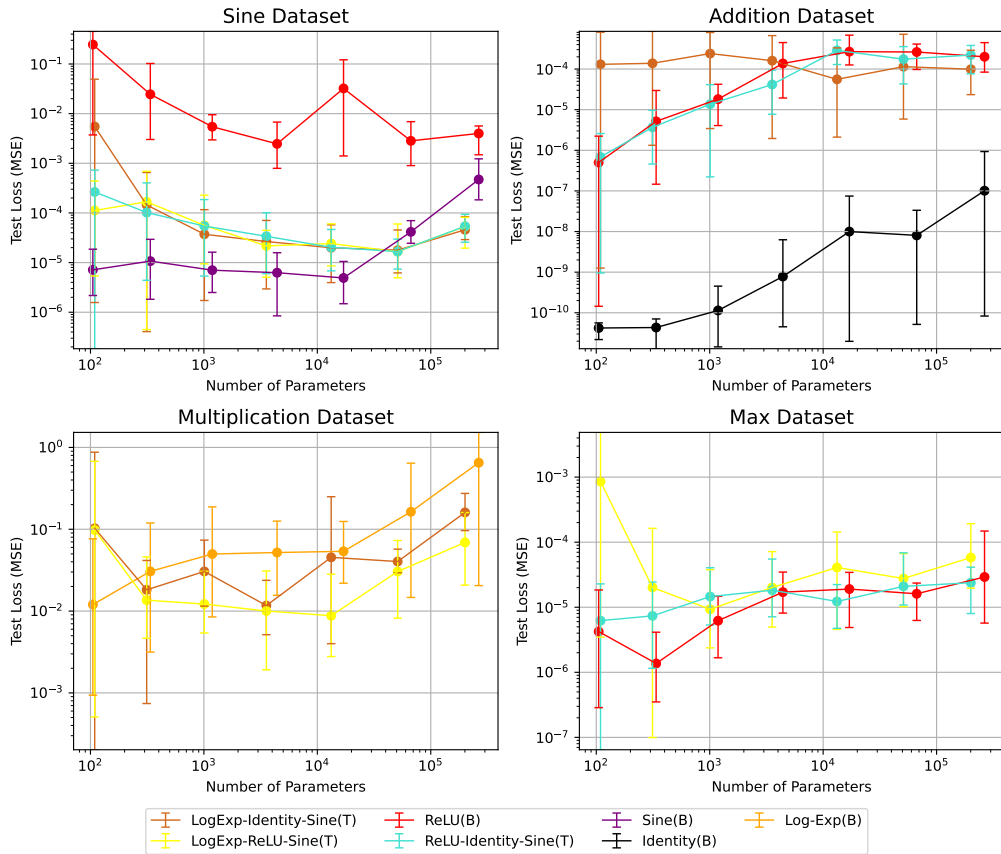 Sine Dataset
Test Loss (MSE)
10⁻¹
10⁻²
10⁻³
10⁻⁴
10⁻⁵
10⁻⁶
10² 10³ 10⁴ 10⁵
Number of Parameters
Addition Dataset
Test Loss (MSE)
10⁻⁴
10⁻⁵
10⁻⁶
10⁻⁷
10⁻⁸
10⁻⁹
10⁻¹⁰
10² 10³ 10⁴ 10⁵
Number of Parameters
Multiplication Dataset
Test Loss (MSE)
10⁰
10⁻¹
10⁻²
10⁻³
10² 10³ 10⁴ 10⁵
Number of Parameters
Max Dataset
Test Loss (MSE)
10⁻³
10⁻⁴
10⁻⁵
10⁻⁶
10⁻⁷
10² 10³ 10⁴ 10⁵
Number of Parameters
LogExp-Identity-Sine(T) ReLU(B) Sine(B) Log-Exp(B)
LogExp-ReLU-Sine(T) ReLU-Identity-Sine(T) Identity(B)